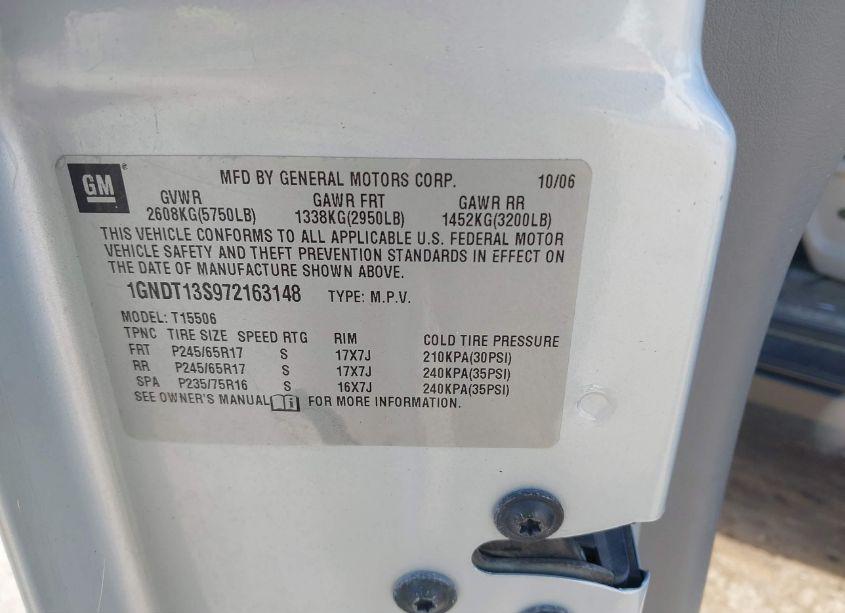 GM
MFD BY GENERAL MOTORS CORP. 10/06
GVWR GAWR FRT GAWR RR
2608KG(5750LB) 1338KG(2950LB) 1452KG(3200LB)
THIS VEHICLE CONFORMS TO ALL APPLICABLE U.S. FEDERAL MOTOR
VEHICLE SAFETY AND THEFT PREVENTION STANDARDS IN EFFECT ON
THE DATE OF MANUFACTURE SHOWN ABOVE.
1GNDT13S972163148 TYPE: M.P.V.
MODEL: T15506
TPNC TIRE SIZE SPEED RTG RIM COLD TIRE PRESSURE
FRT P245/65R17 S 17X7J 210KPA(30PSI)
RR P245/65R17 S 17X7J 240KPA(35PSI)
SPA P235/75R16 S 16X7J 240KPA(35PSI)
SEE OWNER'S MANUAL i FOR MORE INFORMATION.